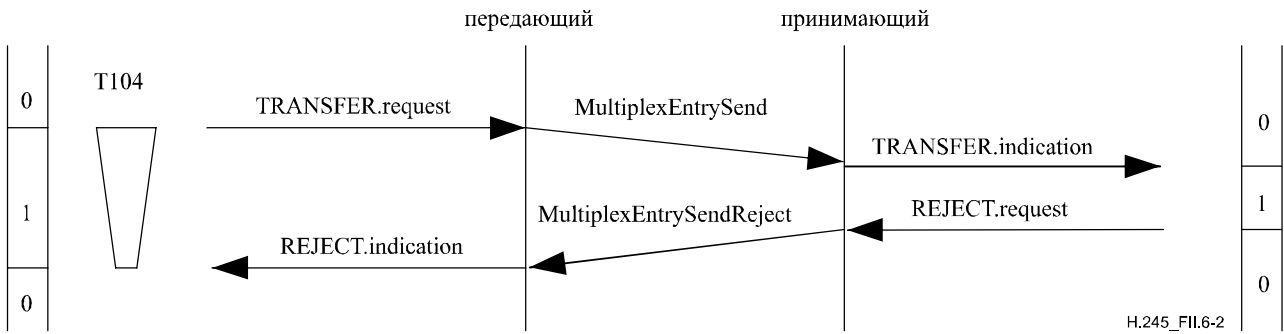 передающий принимающий
T104
0
TRANSFER.request
MultiplexEntrySend
0
TRANSFER.indication
1
MultiplexEntrySendReject
REJECT.request
1
REJECT.indication
0
0
H.245_FII.6-2